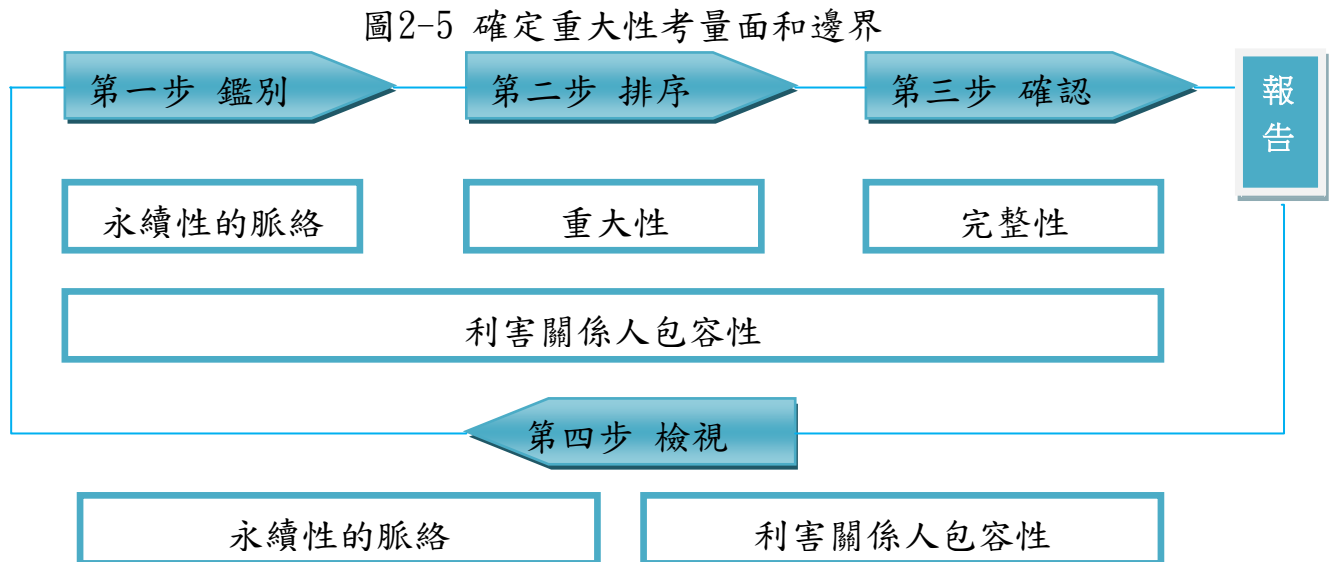 圖2-5 確定重大性考量面和邊界
第一步 鑑別
第二步 排序
第三步 確認
報告
永續性的脈絡
重大性
完整性
利害關係人包容性
第四步 檢視
永續性的脈絡
利害關係人包容性